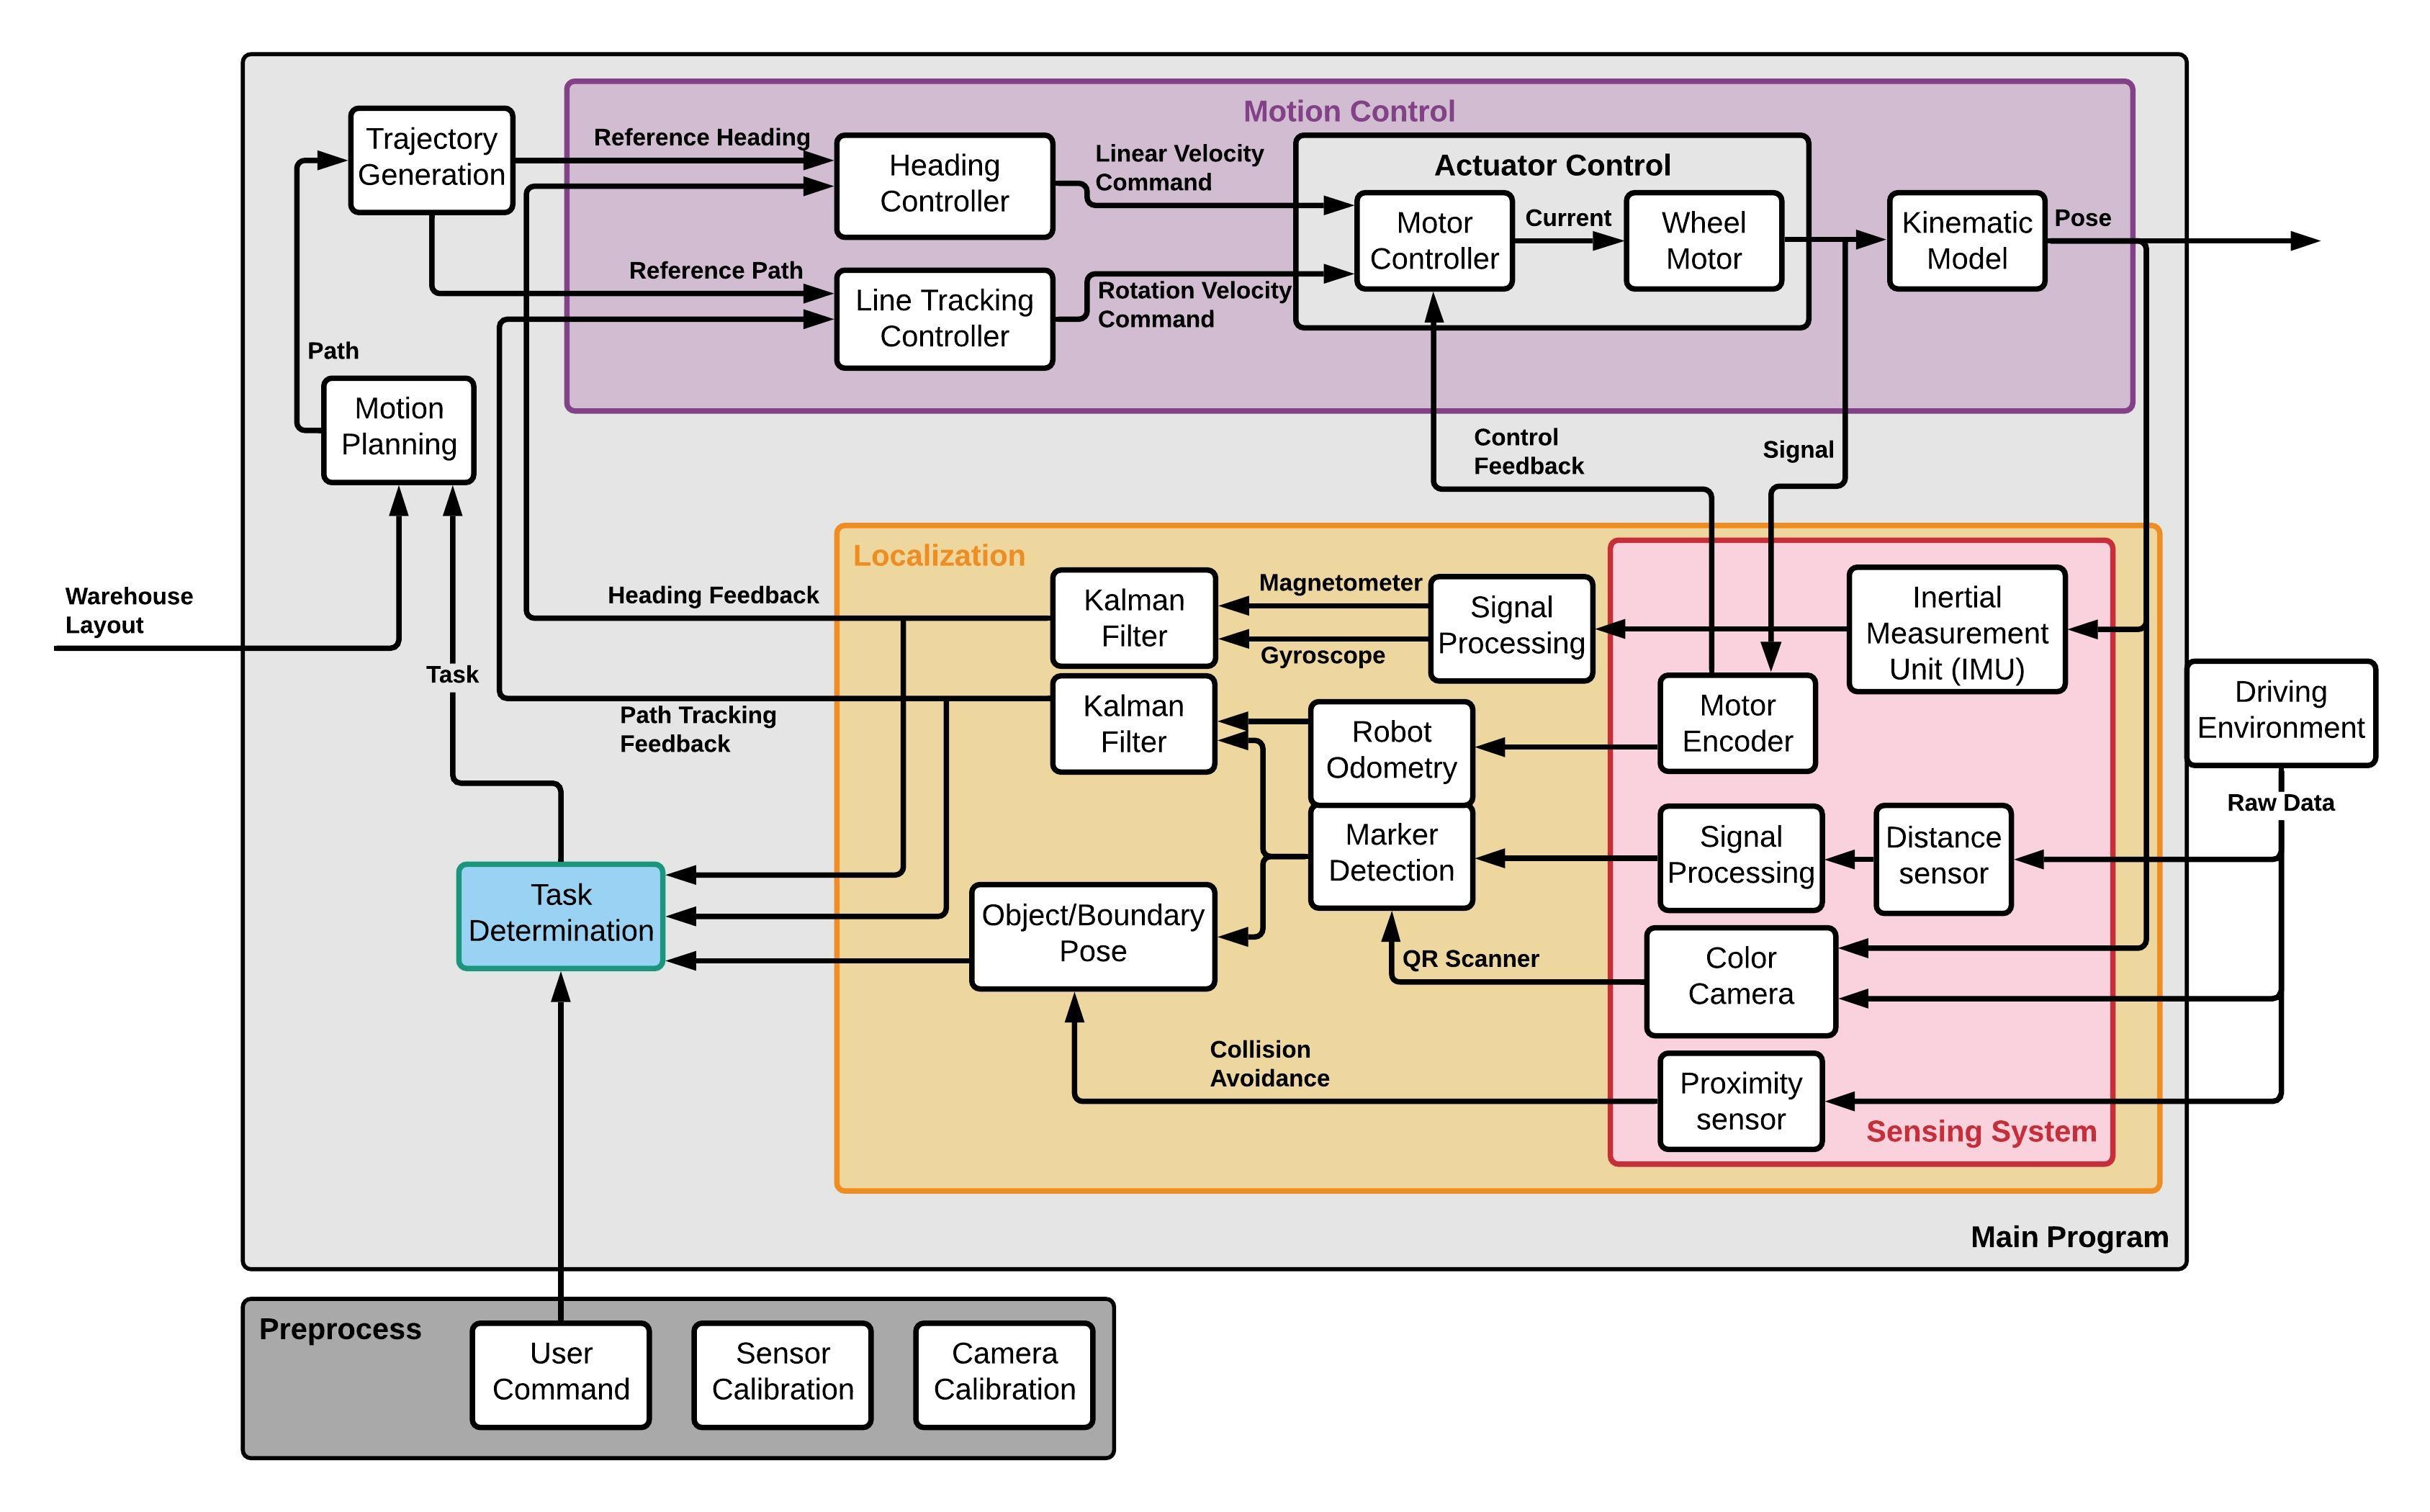 Motion Control
Trajectory
Generation
Reference Heading
Heading
Controller
Linear Velocity
Command
Actuator Control
Motor
Controller
Current
Wheel
Motor
Kinematic
Model
Pose
Reference Path
Line Tracking
Controller
Rotation Velocity
Command
Path
Motion
Planning
Control
Feedback
Signal
Localization
Warehouse
Layout
Heading Feedback
Kalman
Filter
Magnetometer
Gyroscope
Signal
Processing
Inertial
Measurement
Unit (IMU)
Task
Path Tracking
Feedback
Kalman
Filter
Robot
Odometry
Motor
Encoder
Driving
Environment
Raw Data
Marker
Detection
Signal
Processing
Distance
sensor
Task
Determination
Object/Boundary
Pose
QR Scanner
Color
Camera
Collision
Avoidance
Proximity
sensor
Sensing System
Main Program
Preprocess
User
Command
Sensor
Calibration
Camera
Calibration